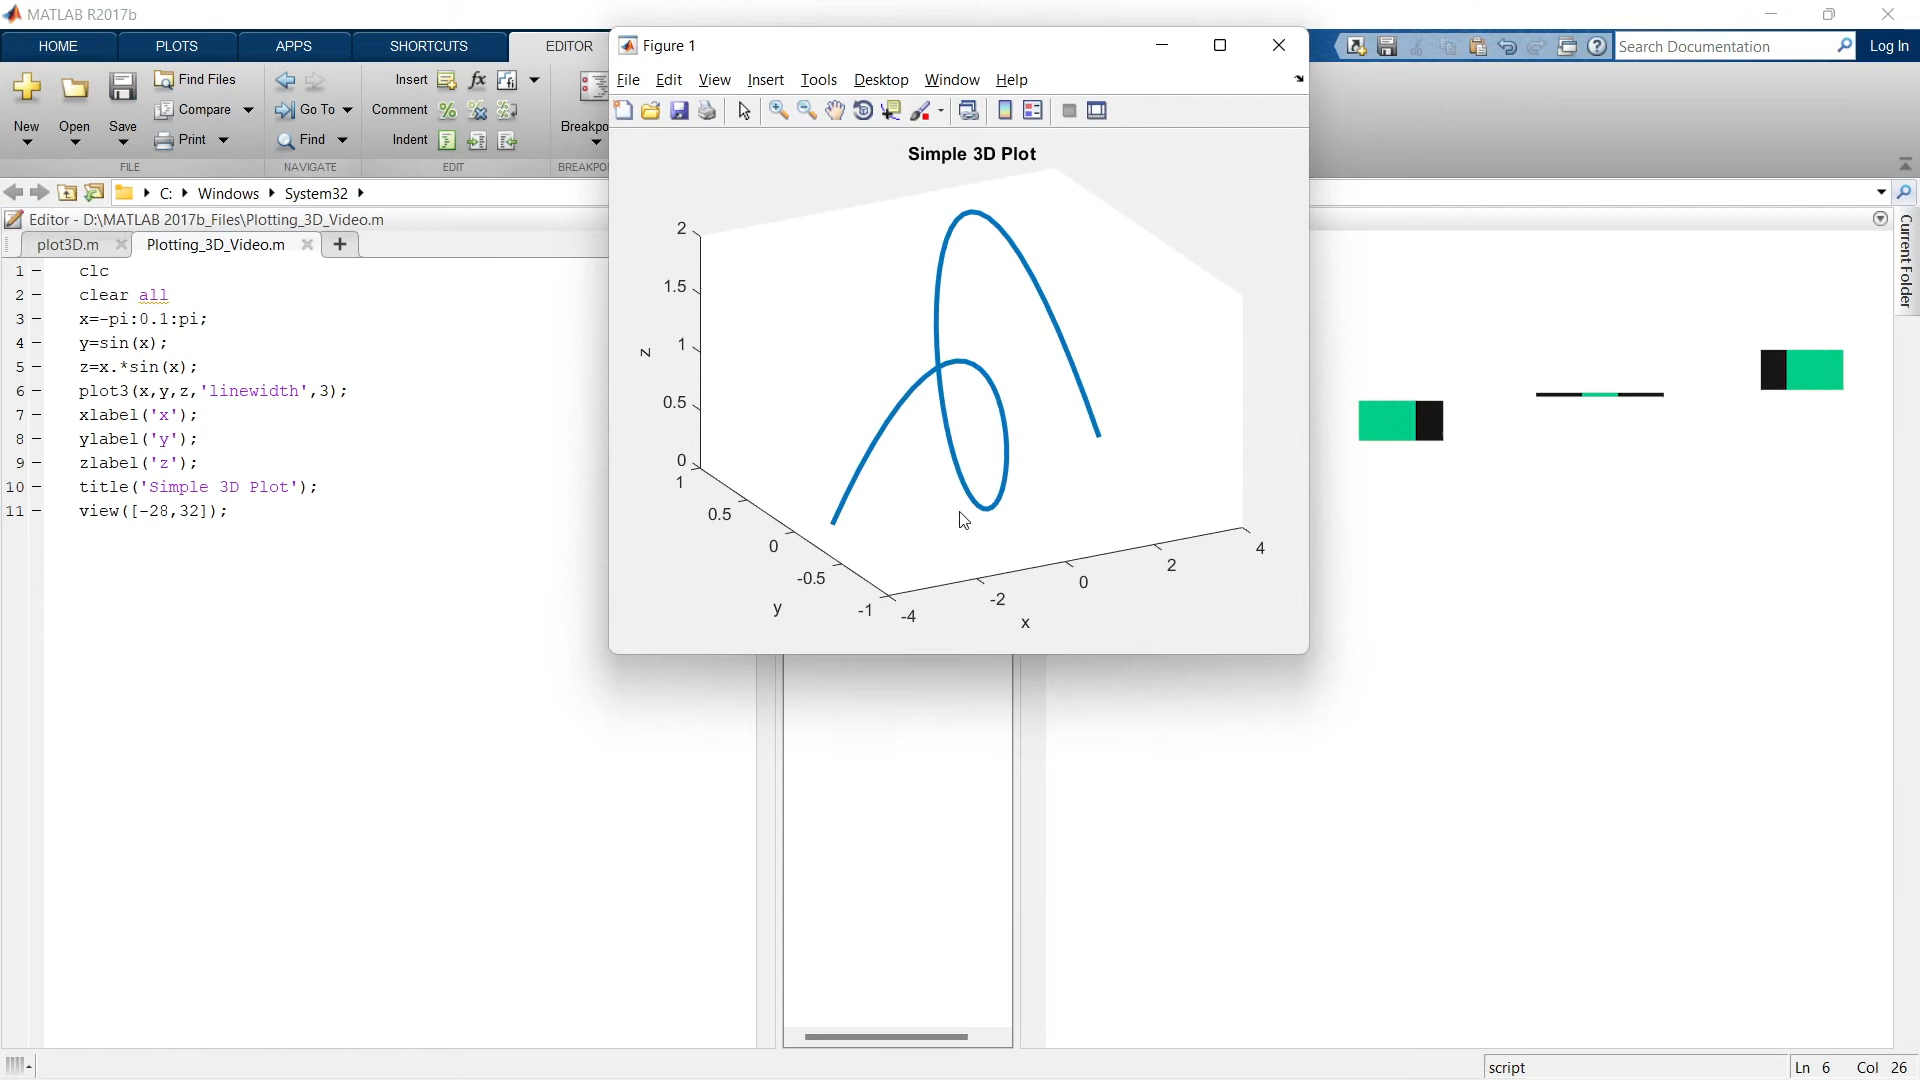 MATLAB R2017b
HOME PLOTS APPS SHORTCUTS EDITOR
Search Documentation Log In
New Open Save
Find Files
Compare
Print
FILE
Go To
Find
NAVIGATE
Insert fx
Comment
Indent
EDIT
Breakpo
BREAKPOI
C: Windows System32
Editor - D:\MATLAB 2017b_Files\Plotting_3D_Video.m
plot3D.m Plotting_3D_Video.m
Current Folder
1 clc
2 clear all
3 x=-pi:0.1:pi;
4 y=sin(x);
5 z=x.*sin(x);
6 plot3(x,y,z,'linewidth',3);
7 xlabel('x');
8 ylabel('y');
9 zlabel('z');
10 title('Simple 3D Plot');
11 view([-28,32]);
Figure 1
File Edit View Insert Tools Desktop Window Help
Simple 3D Plot
2
1.5
1
0.5
0
z
1
0.5
0
-0.5
-1
y
-4
-2
0
2
4
x
script Ln 6 Col 26